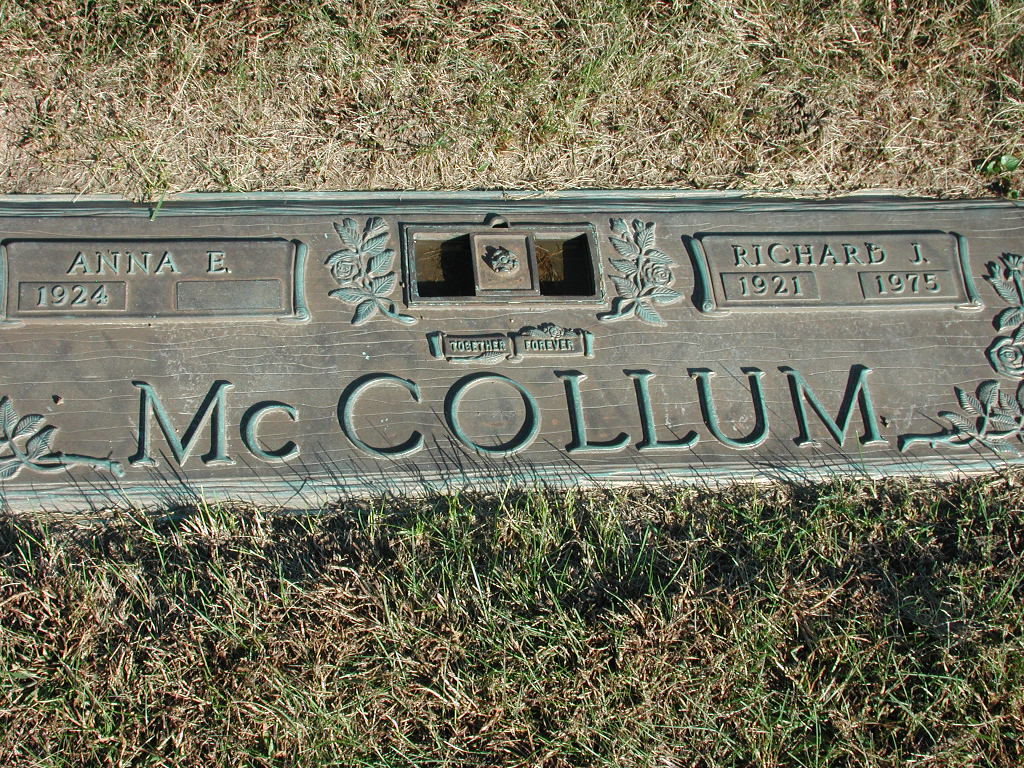 ANNA E.
1924
RICHARD J.
1921 1975
TOGETHER FOREVER
McCOLLUM